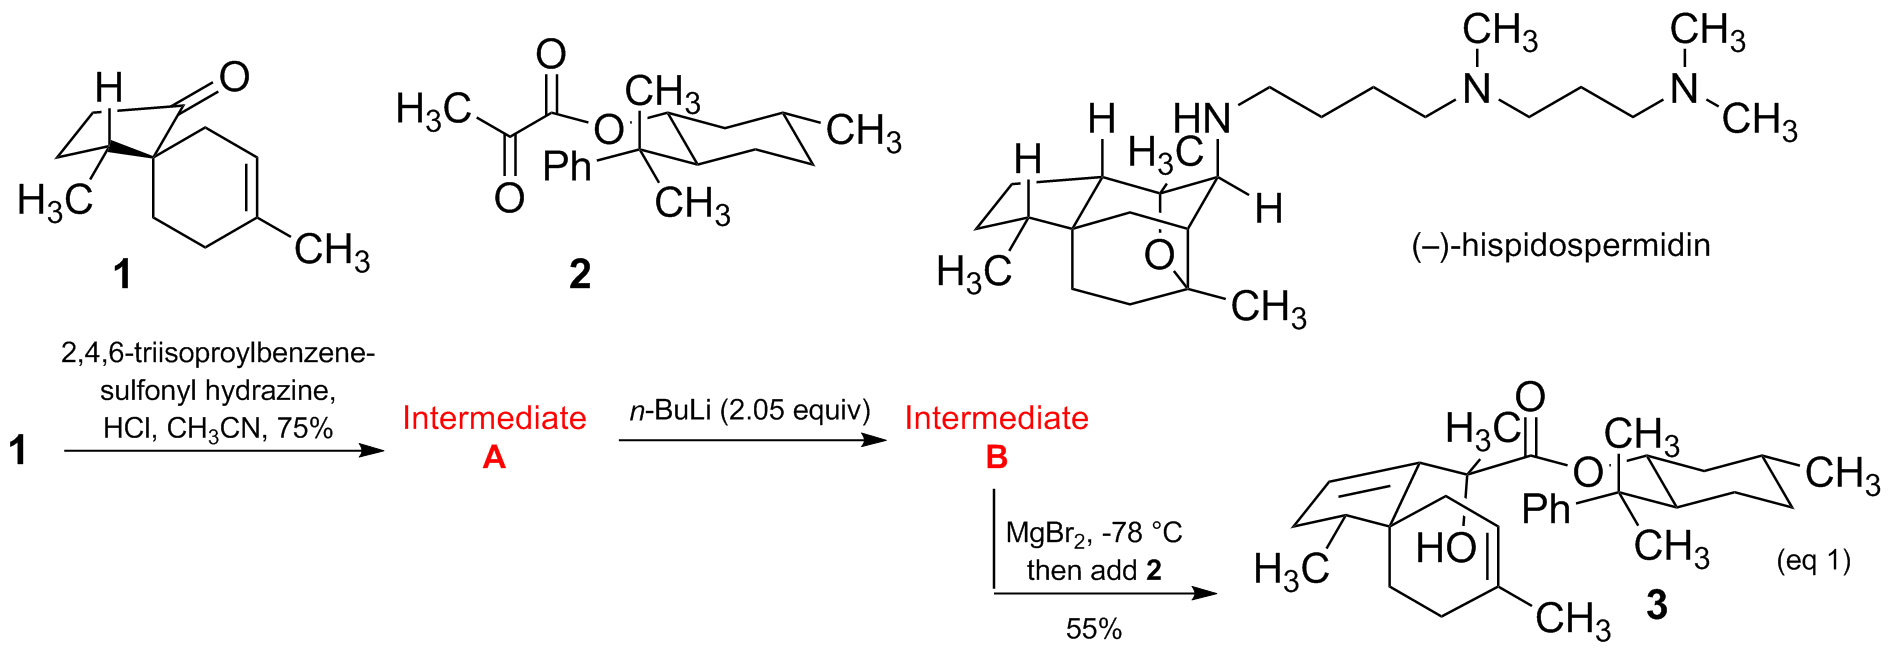 H
O
H3C
CH3
1
O
CH3
H3C
O
O
Ph
CH3
CH3
2
CH3
CH3
N
N
CH3
HN
H
H3C
H
H
O
H3C
CH3
(–)-hispidospermidin
1
2,4,6-triisoproylbenzene-
sulfonyl hydrazine,
HCl, CH3CN, 75%
Intermediate
A
n-BuLi (2.05 equiv)
Intermediate
B
MgBr2, -78 °C
then add 2
55%
O
H3C
CH3
O
CH3
Ph
HO
CH3
H3C
CH3
3
(eq 1)